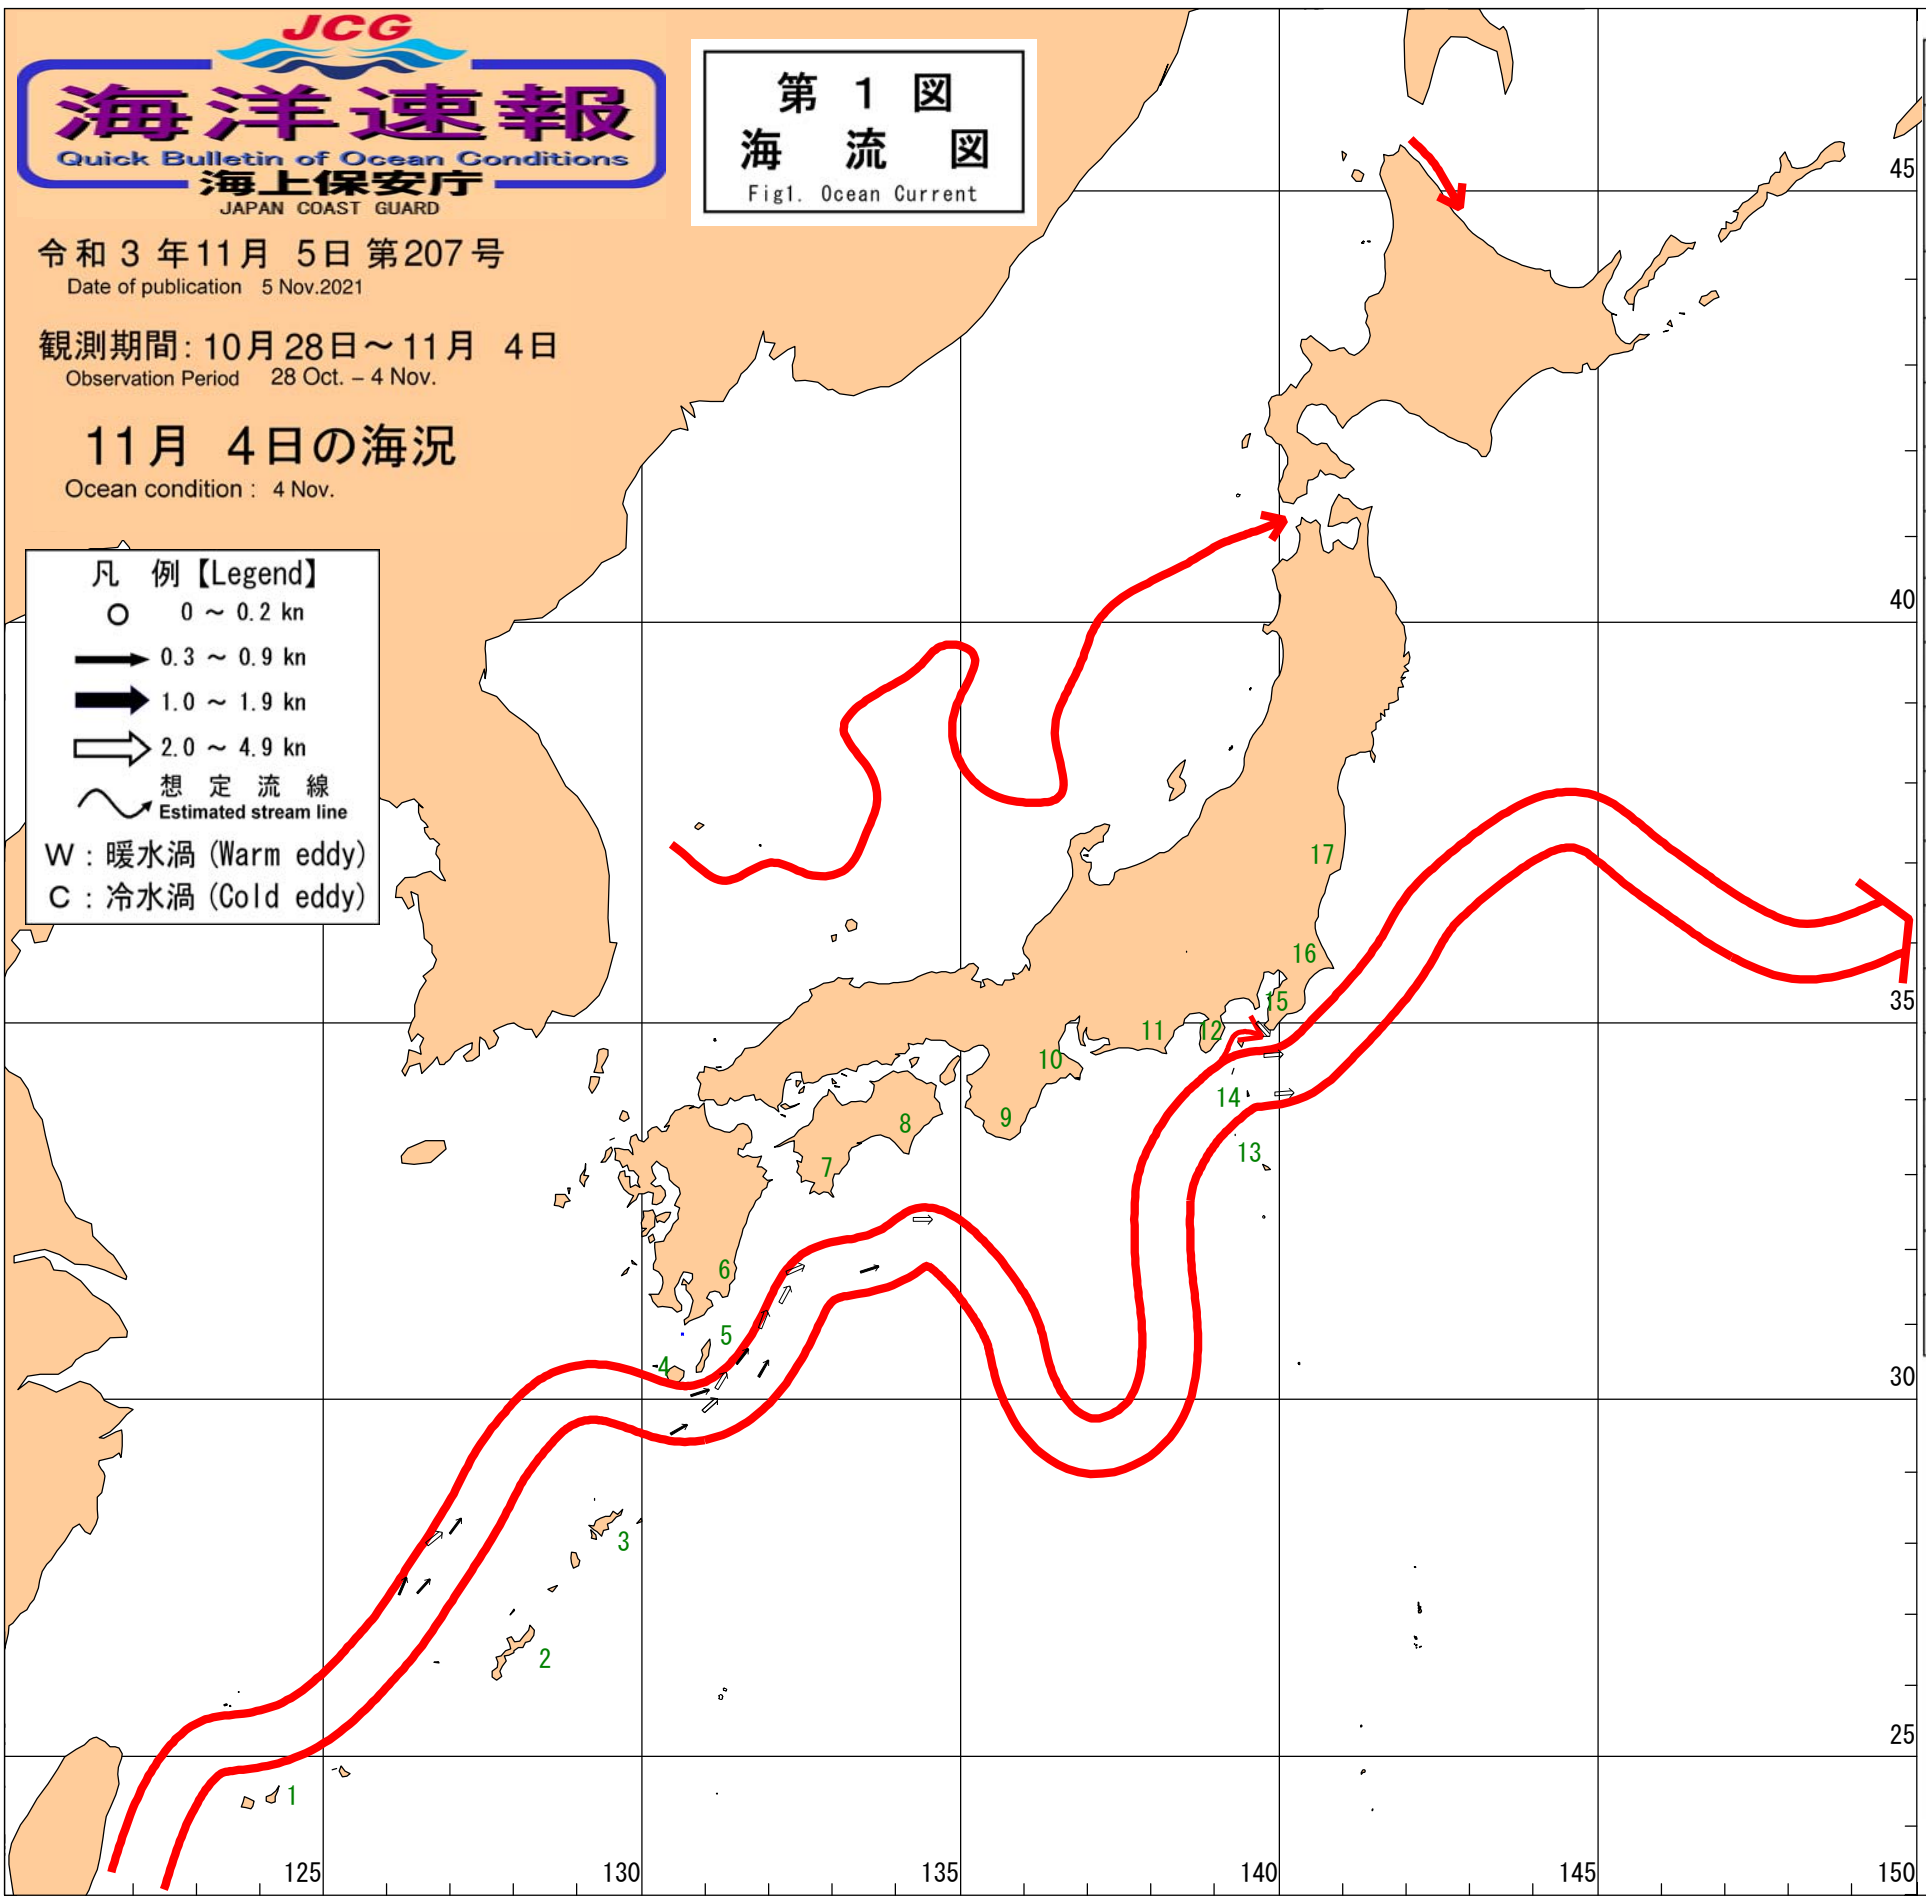 JCG
海洋速報
Quick Bulletin of Ocean Conditions
海上保安庁
JAPAN COAST GUARD
令和 3 年11月 5日 第207号
Date of publication 5 Nov.2021
観測期間: 10月28日～11月 4日
Observation Period 28 Oct. – 4 Nov.
11月 4日の海況
Ocean condition : 4 Nov.
第 1 図
海 流 図
Fig1. Ocean Current
凡 例【Legend】
0 ～ 0.2 kn
0.3 ～ 0.9 kn
1.0 ～ 1.9 kn
2.0 ～ 4.9 kn
想 定 流 線
Estimated stream line
W : 暖水渦 (Warm eddy)
C : 冷水渦 (Cold eddy)
45
40
17
16
35
15
12
11
10
14
9
8
13
7
6
5
4
30
3
2
25
1
125
130
135
140
145
150